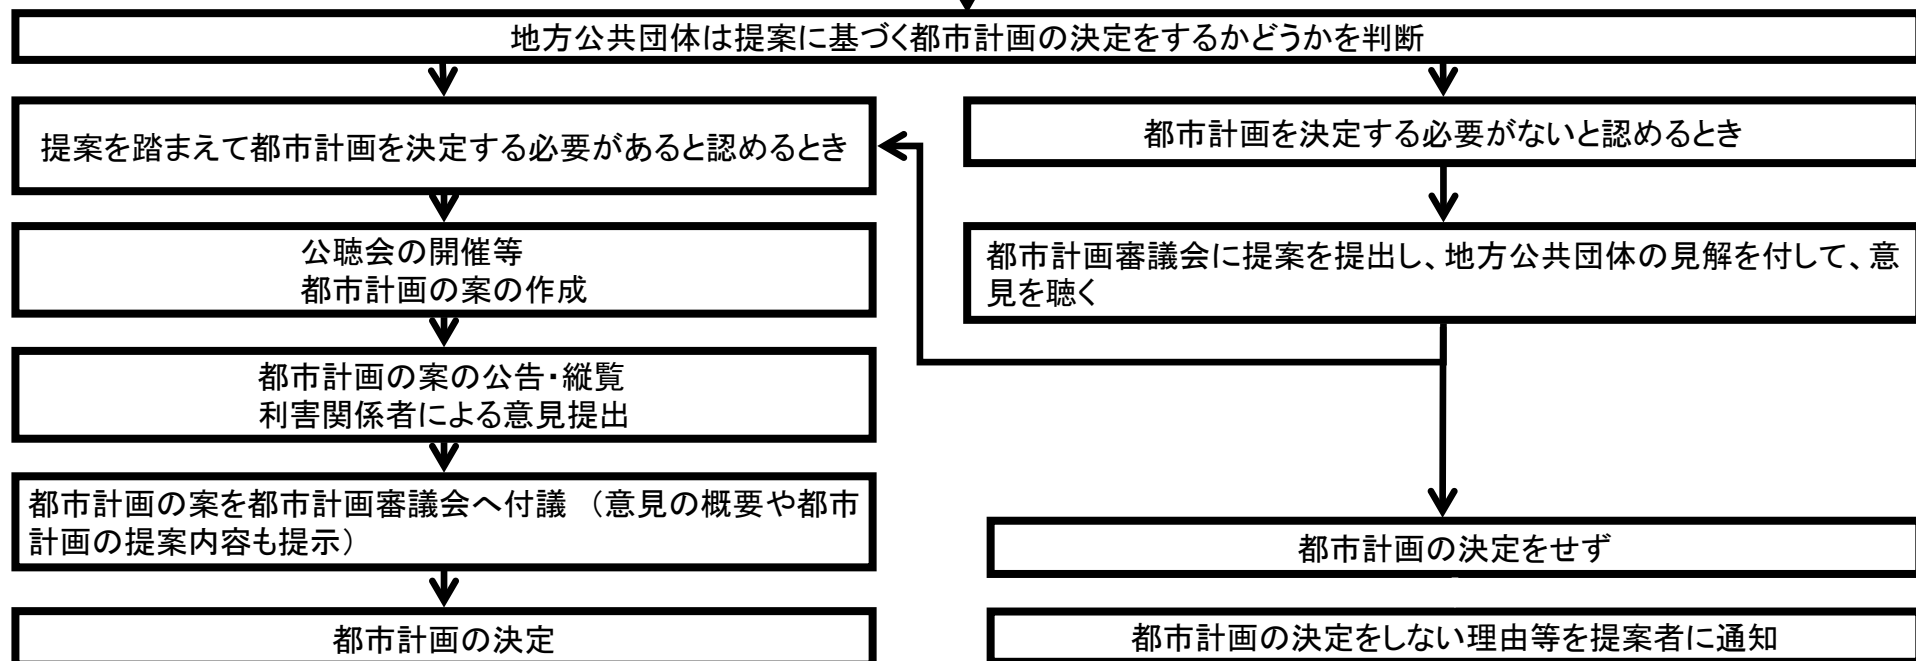 地方公共団体は提案に基づく都市計画の決定をするかどうかを判断
提案を踏まえて都市計画を決定する必要があると認めるとき
公聴会の開催等
都市計画の案の作成
都市計画の案の公告・縦覧
利害関係者による意見提出
都市計画の案を都市計画審議会へ付議 （意見の概要や都市
計画の提案内容も提示）
都市計画の決定
都市計画を決定する必要がないと認めるとき
都市計画審議会に提案を提出し、地方公共団体の見解を付して、意
見を聴く
都市計画の決定をせず
都市計画の決定をしない理由等を提案者に通知